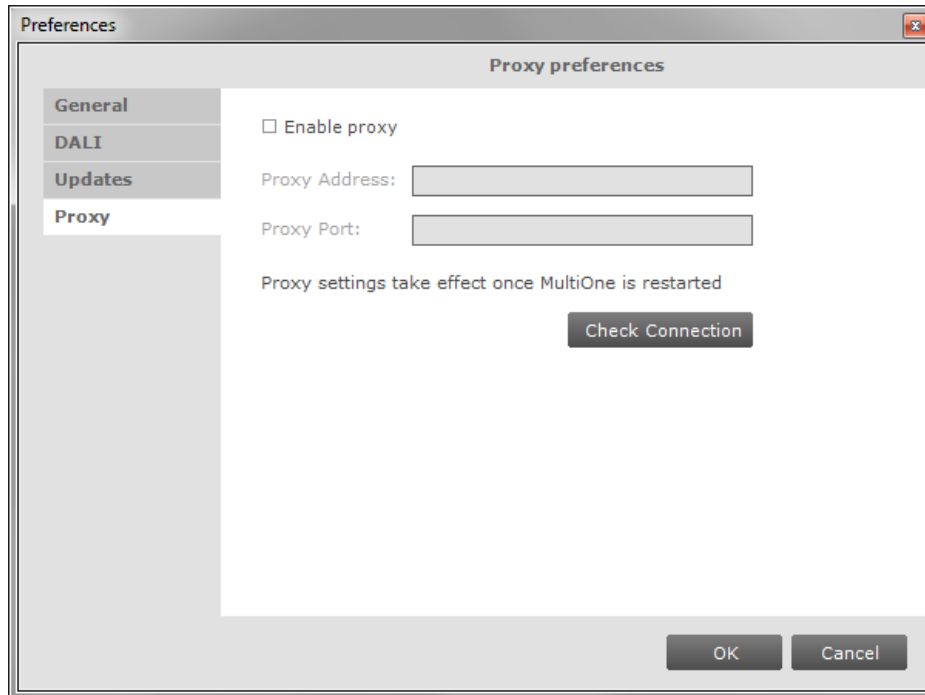 Preferences
Proxy preferences
General
DALI
Updates
Proxy
Enable proxy
Proxy Address:
Proxy Port:
Proxy settings take effect once MultiOne is restarted
Check Connection
OK
Cancel